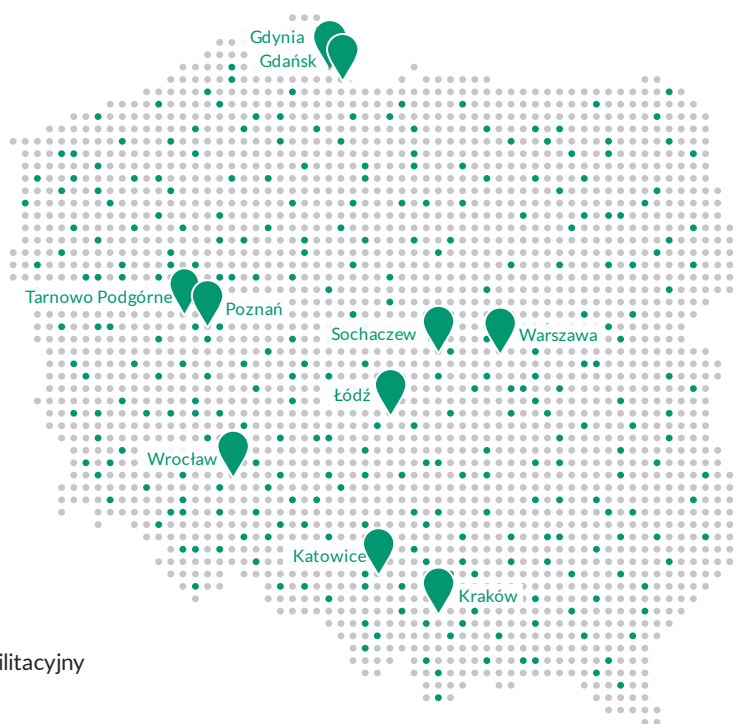 Gdynia
Gdańsk
Tarnowo Podgórne
Poznań
Sochaczew
Warszawa
Łódź
Wrocław
Katowice
Kraków
ilitacyjny